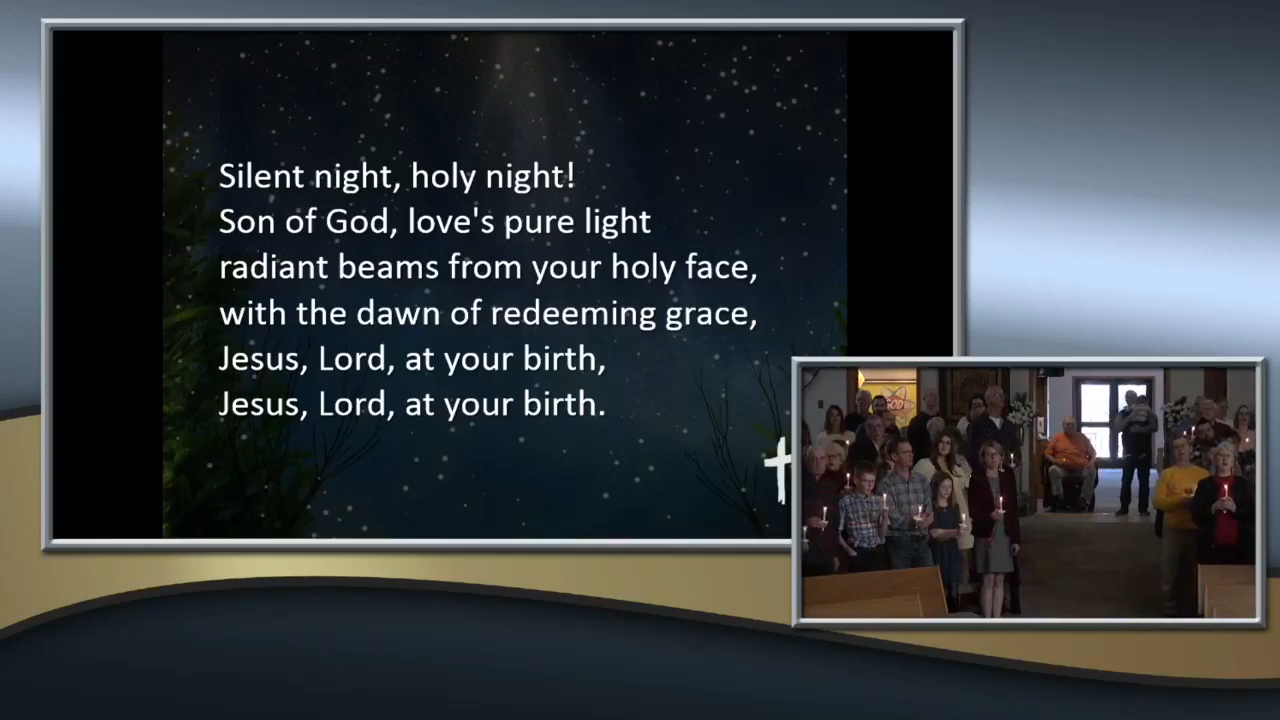 Silent night, holy night!
Son of God, love's pure light
radiant beams from your holy face,
with the dawn of redeeming grace,
Jesus, Lord, at your birth,
Jesus, Lord, at your birth.
GOD